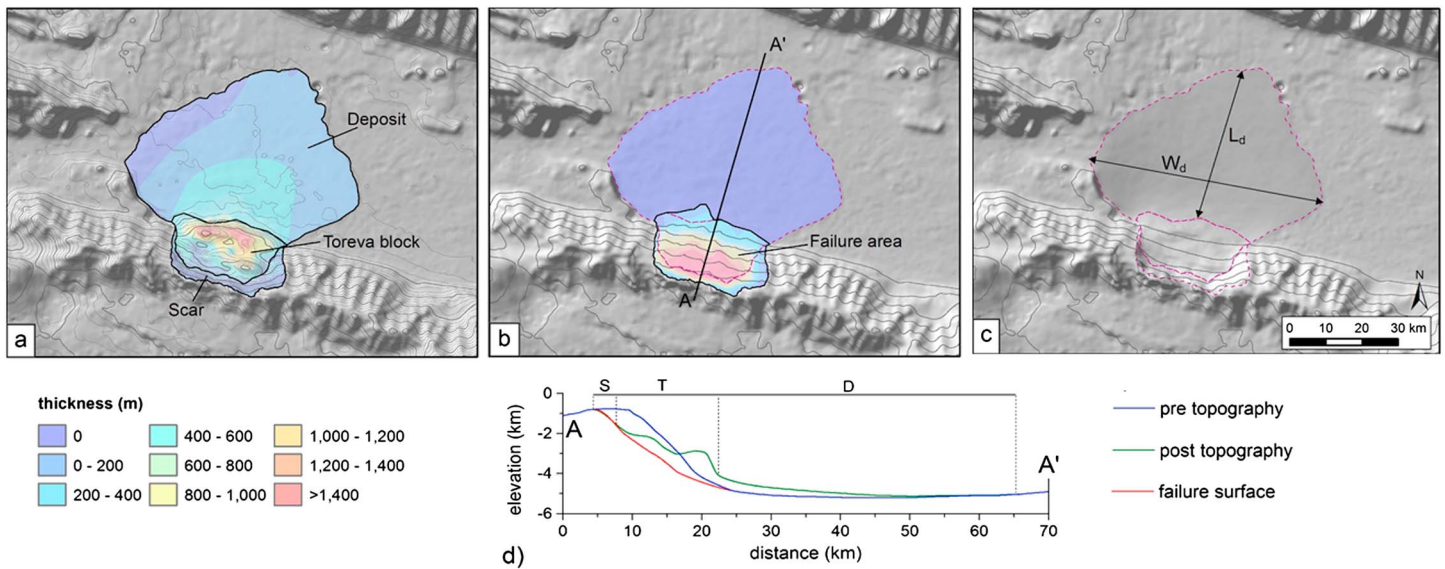 Deposit
Toreva block
Scar
a
A'
Failure area
A
b
Ld
Wd
N
0 10 20 30 km
c
thickness (m)
0
0 - 200
200 - 400
400 - 600
600 - 800
800 - 1,000
1,000 - 1,200
1,200 - 1,400
>1,400
S T D
elevation (km)
0
-2
-4
-6
A
A'
0 10 20 30 40 50 60 70
distance (km)
d)
pre topography
post topography
failure surface